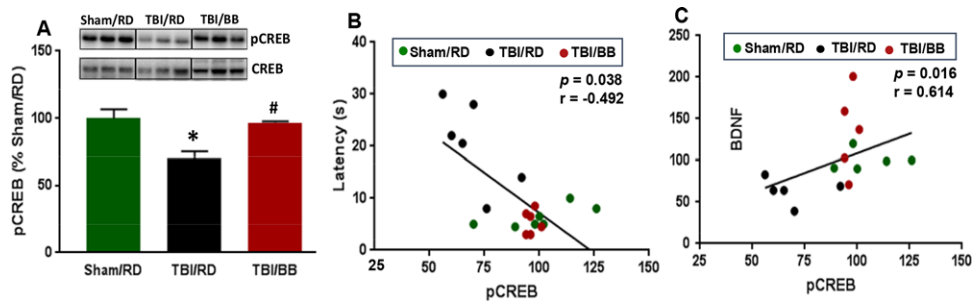 A
Sham/RD TBI/RD TBI/BB
pCREB
CREB
pCREB (% Sham/RD)
150
100
50
0
*
#
Sham/RD TBI/RD TBI/BB
B
Sham/RD TBI/RD TBI/BB
p = 0.038
r = -0.492
Latency (s)
40
30
20
10
0
25 50 75 100 125 150
pCREB
C
Sham/RD TBI/RD TBI/BB
p = 0.016
r = 0.614
BDNF
250
200
150
100
50
0
25 50 75 100 125 150
pCREB